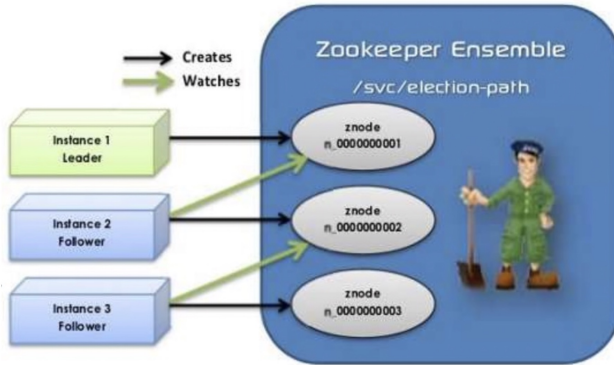 Zookeeper Ensemble
/svc/election-path
Creates
Watches
Instance 1
Leader
znode
n_0000000001
Instance 2
Follower
znode
n_0000000002
Instance 3
Follower
znode
n_0000000003